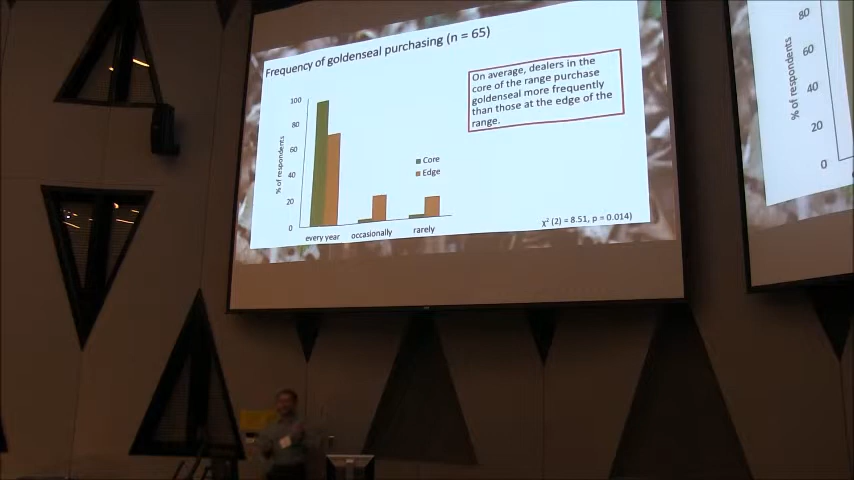 Frequency of goldenseal purchasing (n = 65)
On average, dealers in the
core of the range purchase
goldenseal more frequently
than those at the edge of the
range.
100
80
60
40
20
0
% of respondents
Core
Edge
every year
occasionally
rarely
χ² (2) = 8.51, p = 0.014)
80
60
40
20
0
% of respondents